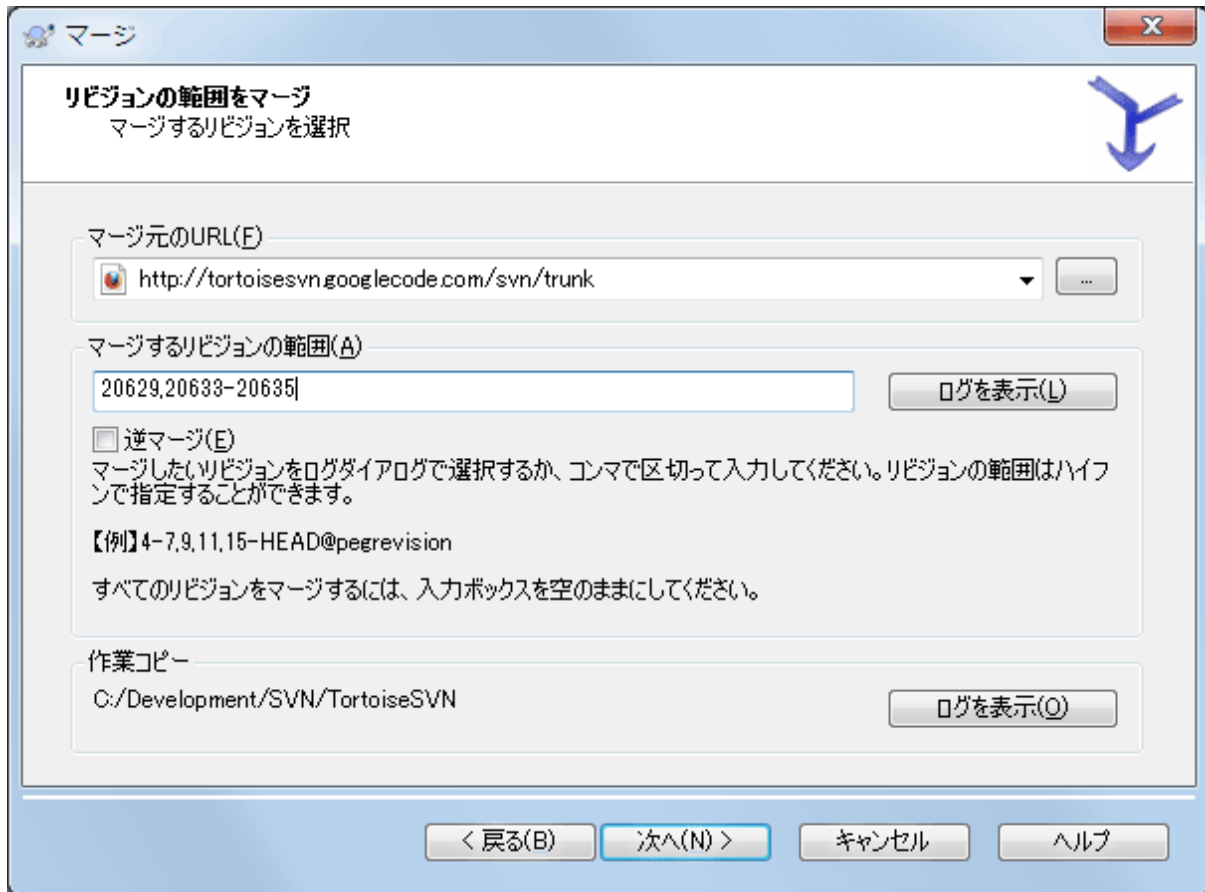 マージ
リビジョンの範囲をマージ
マージするリビジョンを選択
マージ元のURL(F)
http://tortoisesvn.googlecode.com/svn/trunk
...
マージするリビジョンの範囲(A)
20629,20633-20635
ログを表示(L)
逆マージ(E)
マージしたいリビジョンをログダイアログで選択するか、コンマで区切って入力してください。リビジョンの範囲はハイフ
ンで指定することができます。
【例】4-7,9,11,15-HEAD@pegrevision
すべてのリビジョンをマージするには、入力ボックスを空のままにしてください。
作業コピー
C:/Development/SVN/TortoiseSVN
ログを表示(O)
< 戻る(B)
次へ(N) >
キャンセル
ヘルプ